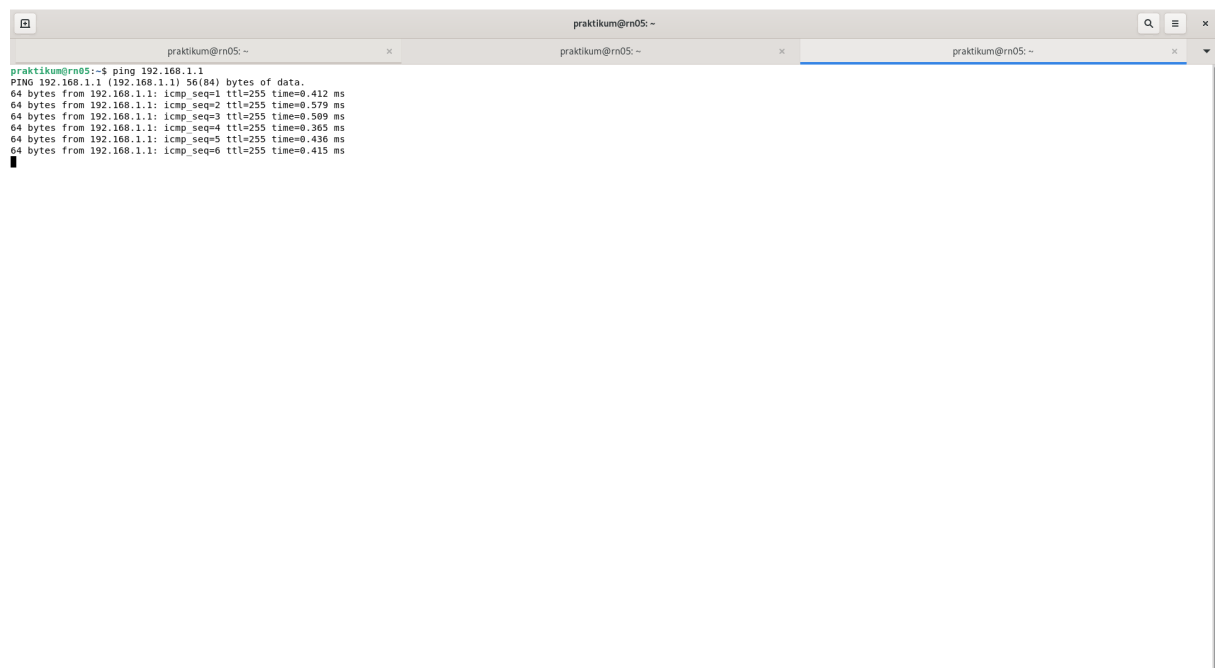 praktikum@rn05: ~
praktikum@rn05: ~
praktikum@rn05: ~
praktikum@rn05: ~
praktikum@rn05:~$ ping 192.168.1.1
PING 192.168.1.1 (192.168.1.1) 56(84) bytes of data.
64 bytes from 192.168.1.1: icmp_seq=1 ttl=255 time=0.412 ms
64 bytes from 192.168.1.1: icmp_seq=2 ttl=255 time=0.579 ms
64 bytes from 192.168.1.1: icmp_seq=3 ttl=255 time=0.509 ms
64 bytes from 192.168.1.1: icmp_seq=4 ttl=255 time=0.365 ms
64 bytes from 192.168.1.1: icmp_seq=5 ttl=255 time=0.436 ms
64 bytes from 192.168.1.1: icmp_seq=6 ttl=255 time=0.415 ms